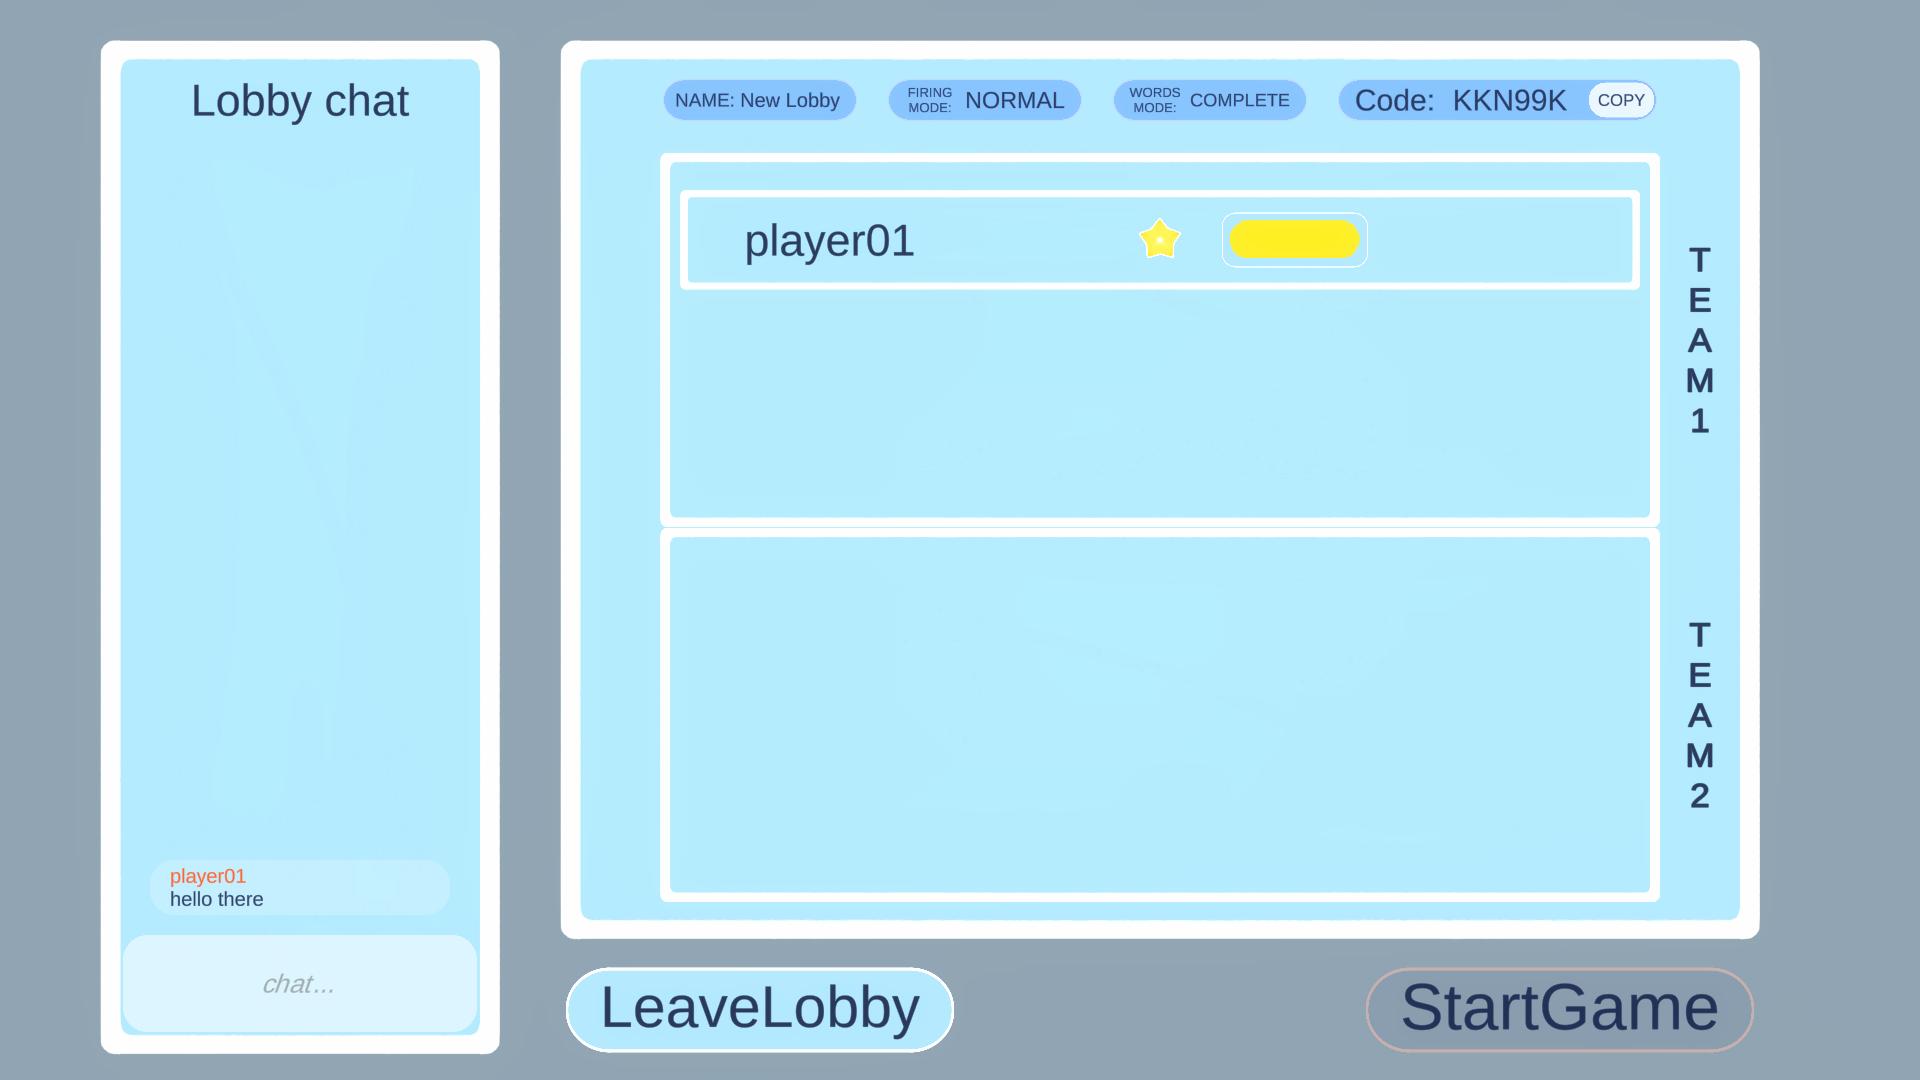 Lobby chat
NAME: New Lobby
FIRING
MODE:
NORMAL
WORDS
MODE:
COMPLETE
Code: KKN99K
COPY
player01
TEAM1
TEAM2
player01
hello there
chat...
LeaveLobby
StartGame